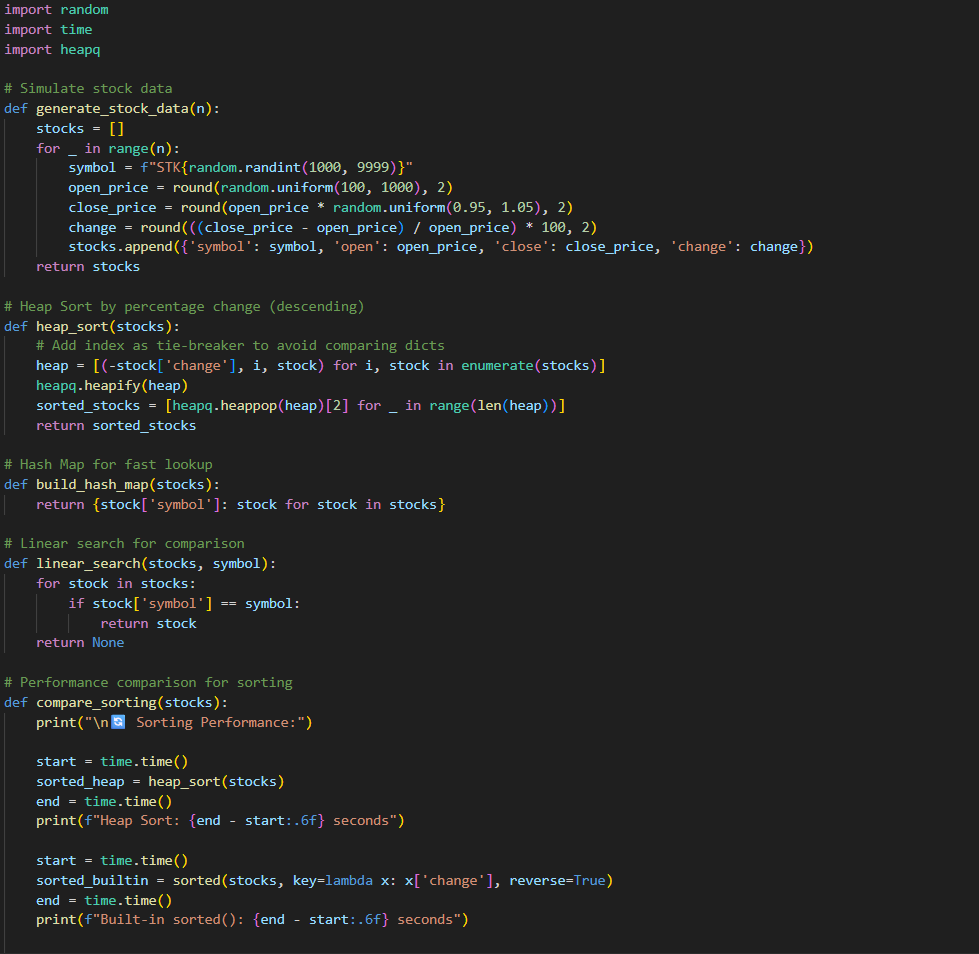 import random
import time
import heapq

# Simulate stock data
def generate_stock_data(n):
    stocks = []
    for _ in range(n):
        symbol = f"STK{random.randint(1000, 9999)}"
        open_price = round(random.uniform(100, 1000), 2)
        close_price = round(open_price * random.uniform(0.95, 1.05), 2)
        change = round(((close_price - open_price) / open_price) * 100, 2)
        stocks.append({'symbol': symbol, 'open': open_price, 'close': close_price, 'change': change})
    return stocks

# Heap Sort by percentage change (descending)
def heap_sort(stocks):
    # Add index as tie-breaker to avoid comparing dicts
    heap = [(-stock['change'], i, stock) for i, stock in enumerate(stocks)]
    heapq.heapify(heap)
    sorted_stocks = [heapq.heappop(heap)[2] for _ in range(len(heap))]
    return sorted_stocks

# Hash Map for fast lookup
def build_hash_map(stocks):
    return {stock['symbol']: stock for stock in stocks}

# Linear search for comparison
def linear_search(stocks, symbol):
    for stock in stocks:
        if stock['symbol'] == symbol:
            return stock
    return None

# Performance comparison for sorting
def compare_sorting(stocks):
    print("\n🔄 Sorting Performance:")

    start = time.time()
    sorted_heap = heap_sort(stocks)
    end = time.time()
    print(f"Heap Sort: {end - start:.6f} seconds")

    start = time.time()
    sorted_builtin = sorted(stocks, key=lambda x: x['change'], reverse=True)
    end = time.time()
    print(f"Built-in sorted(): {end - start:.6f} seconds")